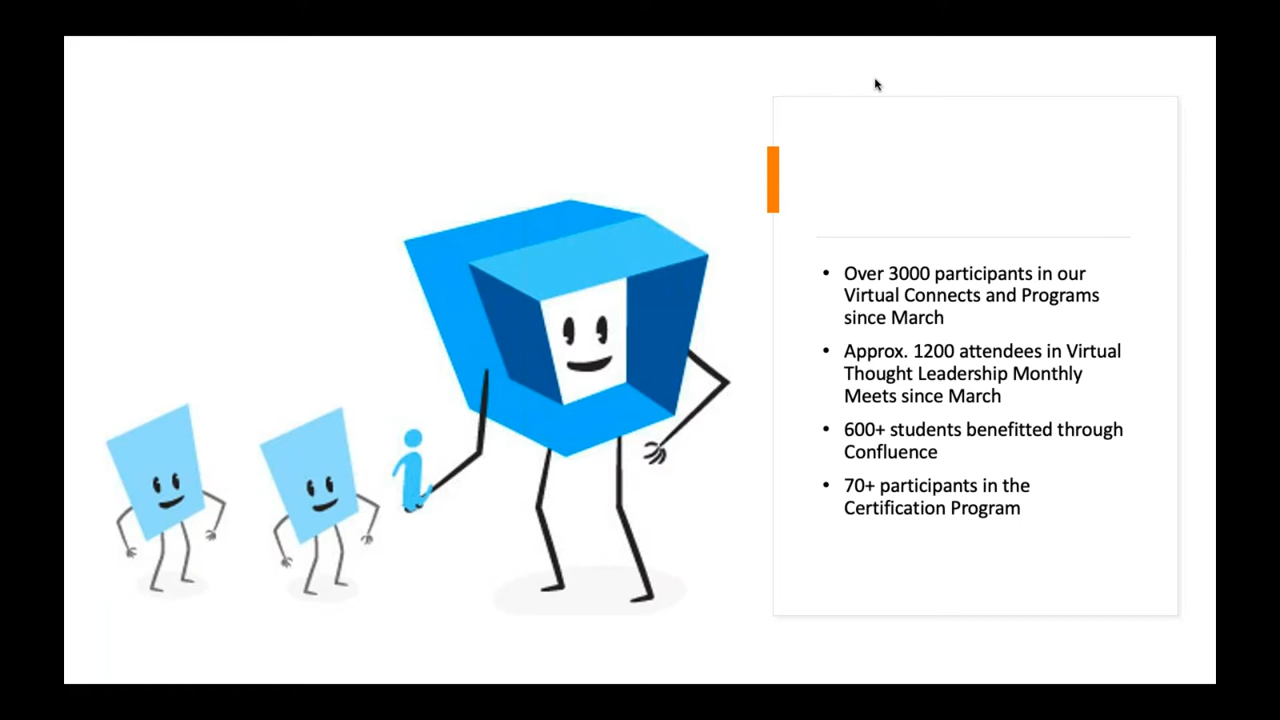 • Over 3000 participants in our
Virtual Connects and Programs
since March
• Approx. 1200 attendees in Virtual
Thought Leadership Monthly
Meets since March
• 600+ students benefitted through
Confluence
• 70+ participants in the
Certification Program